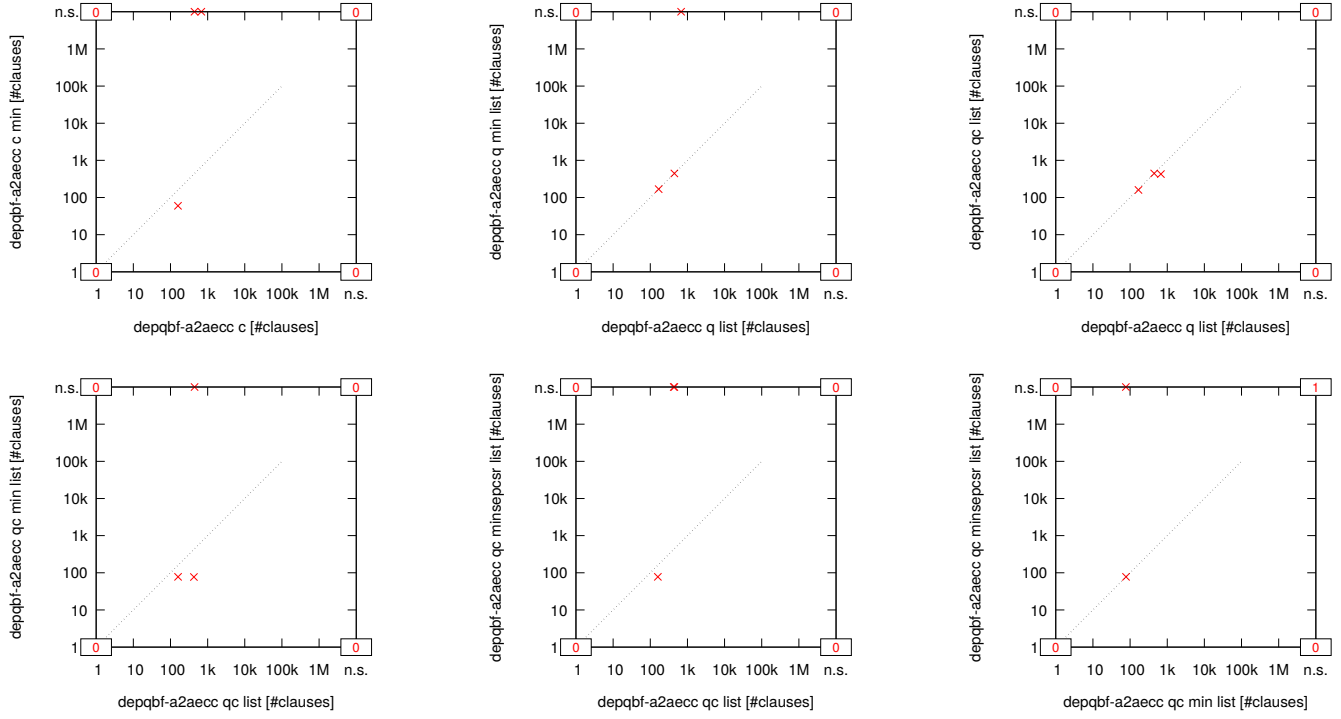 n.s.
1M
100k
10k
1k
100
10
1
0
0
0
0
1 10 100 1k 10k 100k 1M n.s.
depqbf-a2aecc c min [#clauses]
depqbf-a2aecc c [#clauses]
n.s.
1M
100k
10k
1k
100
10
1
0
0
0
0
1 10 100 1k 10k 100k 1M n.s.
depqbf-a2aecc q min list [#clauses]
depqbf-a2aecc q list [#clauses]
n.s.
1M
100k
10k
1k
100
10
1
0
0
0
0
1 10 100 1k 10k 100k 1M n.s.
depqbf-a2aecc qc list [#clauses]
depqbf-a2aecc q list [#clauses]
n.s.
1M
100k
10k
1k
100
10
1
0
0
0
0
1 10 100 1k 10k 100k 1M n.s.
depqbf-a2aecc qc min list [#clauses]
depqbf-a2aecc qc list [#clauses]
n.s.
1M
100k
10k
1k
100
10
1
0
0
0
0
1 10 100 1k 10k 100k 1M n.s.
depqbf-a2aecc qc minsepcsr list [#clauses]
depqbf-a2aecc qc list [#clauses]
n.s.
1M
100k
10k
1k
100
10
1
0
1
0
0
1 10 100 1k 10k 100k 1M n.s.
depqbf-a2aecc qc minsepcsr list [#clauses]
depqbf-a2aecc qc min list [#clauses]